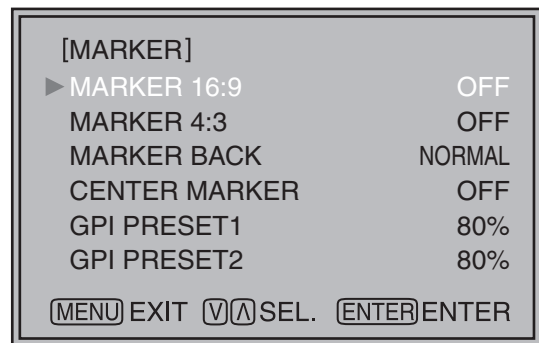 [MARKER]
MARKER 16:9 OFF
MARKER 4:3 OFF
MARKER BACK NORMAL
CENTER MARKER OFF
GPI PRESET1 80%
GPI PRESET2 80%
MENU EXIT V Λ SEL. ENTER ENTER